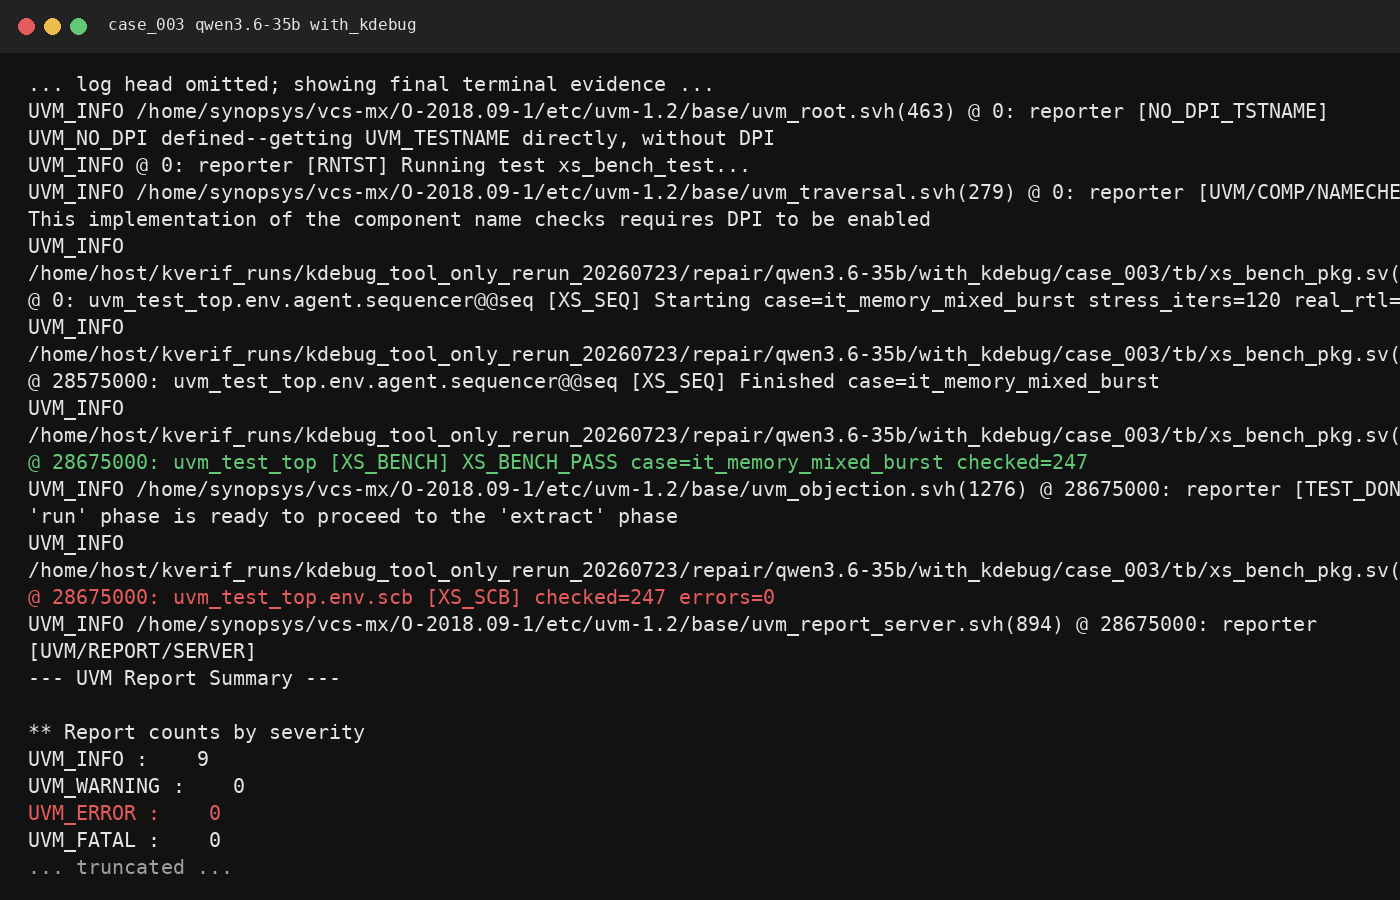 case_003 qwen3.6-35b with_kdebug
... log head omitted; showing final terminal evidence ...
UVM_INFO /home/synopsys/vcs-mx/O-2018.09-1/etc/uvm-1.2/base/uvm_root.svh(463) @ 0: reporter [NO_DPI_TSTNAME]
UVM_NO_DPI defined--getting UVM_TESTNAME directly, without DPI
UVM_INFO @ 0: reporter [RNTST] Running test xs_bench_test...
UVM_INFO /home/synopsys/vcs-mx/O-2018.09-1/etc/uvm-1.2/base/uvm_traversal.svh(279) @ 0: reporter [UVM/COMP/NAMECHE
This implementation of the component name checks requires DPI to be enabled
UVM_INFO
/home/host/kverif_runs/kdebug_tool_only_rerun_20260723/repair/qwen3.6-35b/with_kdebug/case_003/tb/xs_bench_pkg.sv(
@ 0: uvm_test_top.env.agent.sequencer@@seq [XS_SEQ] Starting case=it_memory_mixed_burst stress_iters=120 real_rtl=
UVM_INFO
/home/host/kverif_runs/kdebug_tool_only_rerun_20260723/repair/qwen3.6-35b/with_kdebug/case_003/tb/xs_bench_pkg.sv(
@ 28575000: uvm_test_top.env.agent.sequencer@@seq [XS_SEQ] Finished case=it_memory_mixed_burst
UVM_INFO
/home/host/kverif_runs/kdebug_tool_only_rerun_20260723/repair/qwen3.6-35b/with_kdebug/case_003/tb/xs_bench_pkg.sv(
@ 28675000: uvm_test_top [XS_BENCH] XS_BENCH_PASS case=it_memory_mixed_burst checked=247
UVM_INFO /home/synopsys/vcs-mx/O-2018.09-1/etc/uvm-1.2/base/uvm_objection.svh(1276) @ 28675000: reporter [TEST_DON
'run' phase is ready to proceed to the 'extract' phase
UVM_INFO
/home/host/kverif_runs/kdebug_tool_only_rerun_20260723/repair/qwen3.6-35b/with_kdebug/case_003/tb/xs_bench_pkg.sv(
@ 28675000: uvm_test_top.env.scb [XS_SCB] checked=247 errors=0
UVM_INFO /home/synopsys/vcs-mx/O-2018.09-1/etc/uvm-1.2/base/uvm_report_server.svh(894) @ 28675000: reporter
[UVM/REPORT/SERVER]
--- UVM Report Summary ---
** Report counts by severity
UVM_INFO :    9
UVM_WARNING :    0
UVM_ERROR :    0
UVM_FATAL :    0
... truncated ...